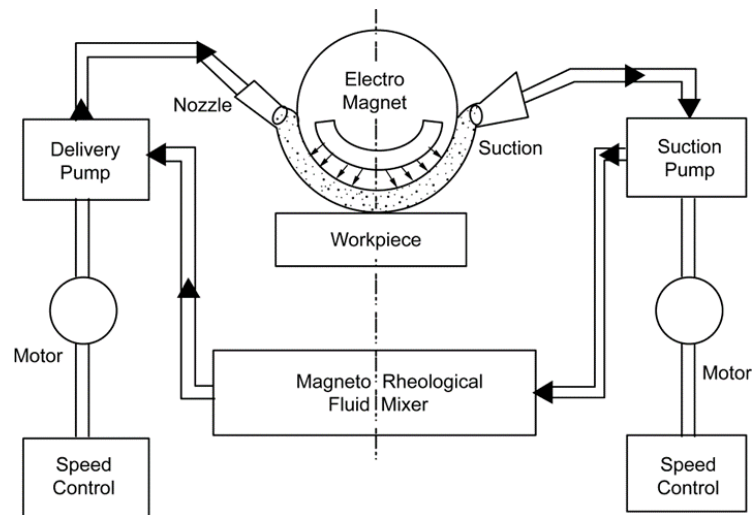 Electro
Magnet
Nozzle
Suction
Delivery
Pump
Suction
Pump
Workpiece
Motor
Motor
Magneto Rheological
Fluid Mixer
Speed
Control
Speed
Control